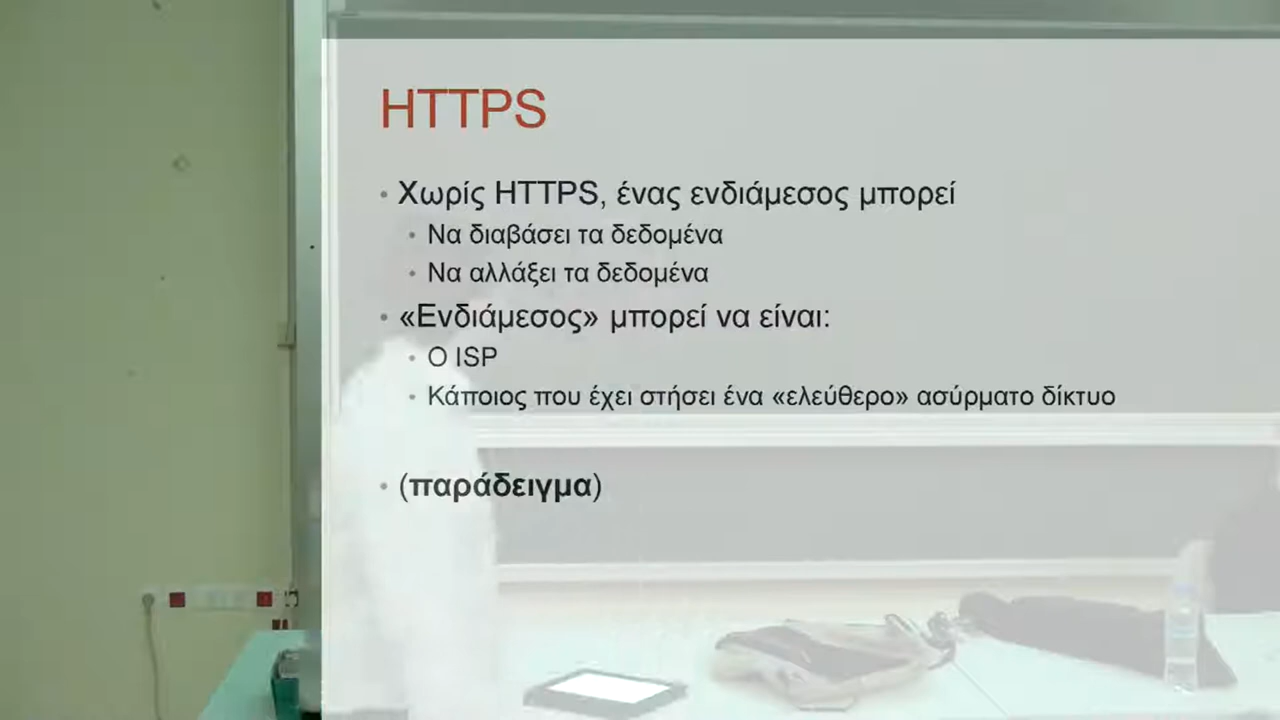 HTTPS
• Χωρίς HTTPS, ένας ενδιάμεσος μπορεί
• Να διαβάσει τα δεδομένα
• Να αλλάξει τα δεδομένα
• «Ενδιάμεσος» μπορεί να είναι:
• Ο ISP
• Κάποιος που έχει στήσει ένα «ελεύθερο» ασύρματο δίκτυο
• (παράδειγμα)